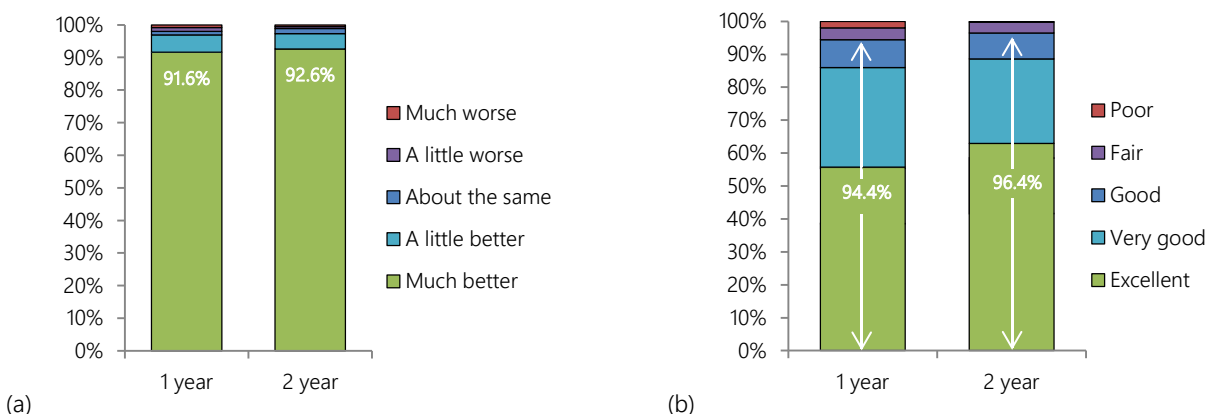 100%
90%
80%
70%
60%
50%
40%
30%
20%
10%
0%
91.6%
92.6%
1 year
2 year
Much worse
A little worse
About the same
A little better
Much better
(a)
100%
90%
80%
70%
60%
50%
40%
30%
20%
10%
0%
94.4%
96.4%
1 year
2 year
Poor
Fair
Good
Very good
Excellent
(b)